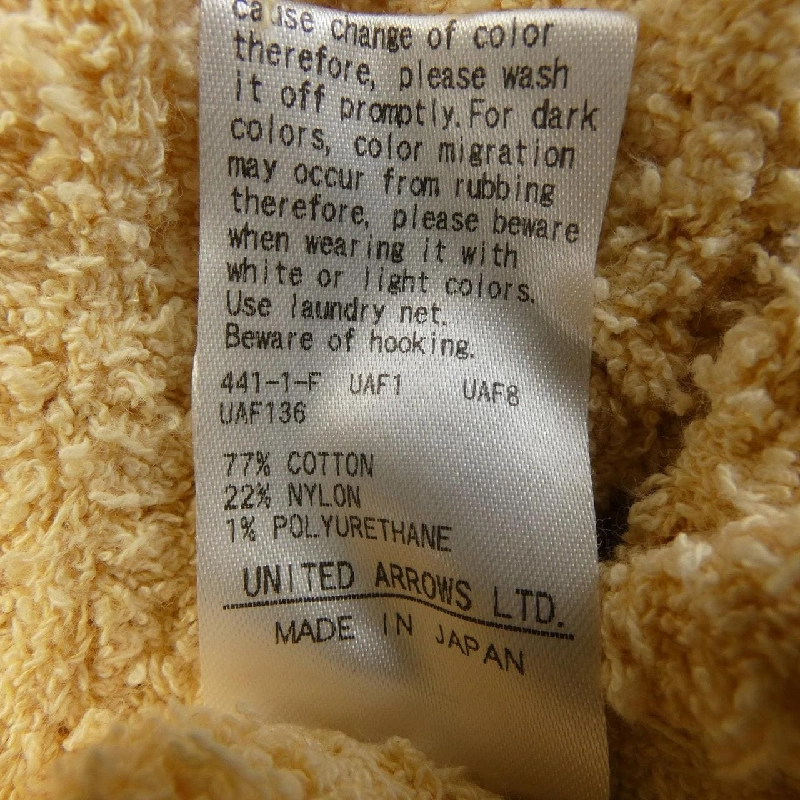 cause change of color
therefore, please wash
it off promptly. For dark
colors, color migration
may occur from rubbing
therefore, please beware
when wearing it with
white or light colors.
Use laundry net.
Beware of hooking.
441-1-F UAF1 UAF8
UAF136
77% COTTON
22% NYLON
1% POLYURETHANE
UNITED ARROWS LTD.
MADE IN JAPAN